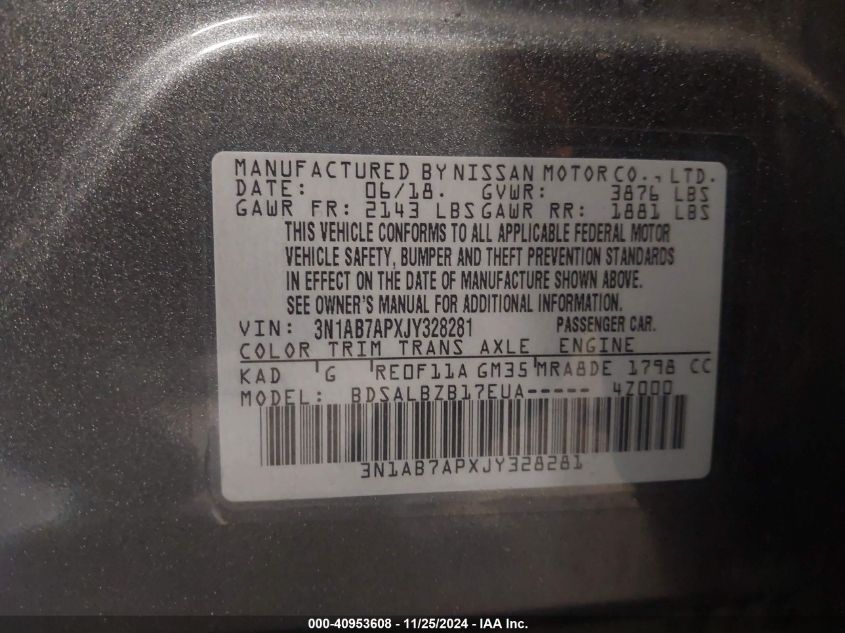 MANUFACTURED BY NISSAN MOTOR CO., LTD.
DATE: 06/18. GVWR: 3876 LBS
GAWR FR: 2143 LBS GAWR RR: 1881 LBS
THIS VEHICLE CONFORMS TO ALL APPLICABLE FEDERAL MOTOR
VEHICLE SAFETY, BUMPER AND THEFT PREVENTION STANDARDS
IN EFFECT ON THE DATE OF MANUFACTURE SHOWN ABOVE.
SEE OWNER'S MANUAL FOR ADDITIONAL INFORMATION.
VIN: 3N1AB7APXJY328281 PASSENGER CAR.
COLOR TRIM TRANS AXLE ENGINE
KAD G RE0F11A GM35 MRA8DE 1798 CC
MODEL: BDSALBZB17EUA----- 4Z000
3N1AB7APXJY328281
000-40953608 - 11/25/2024 - IAA Inc.